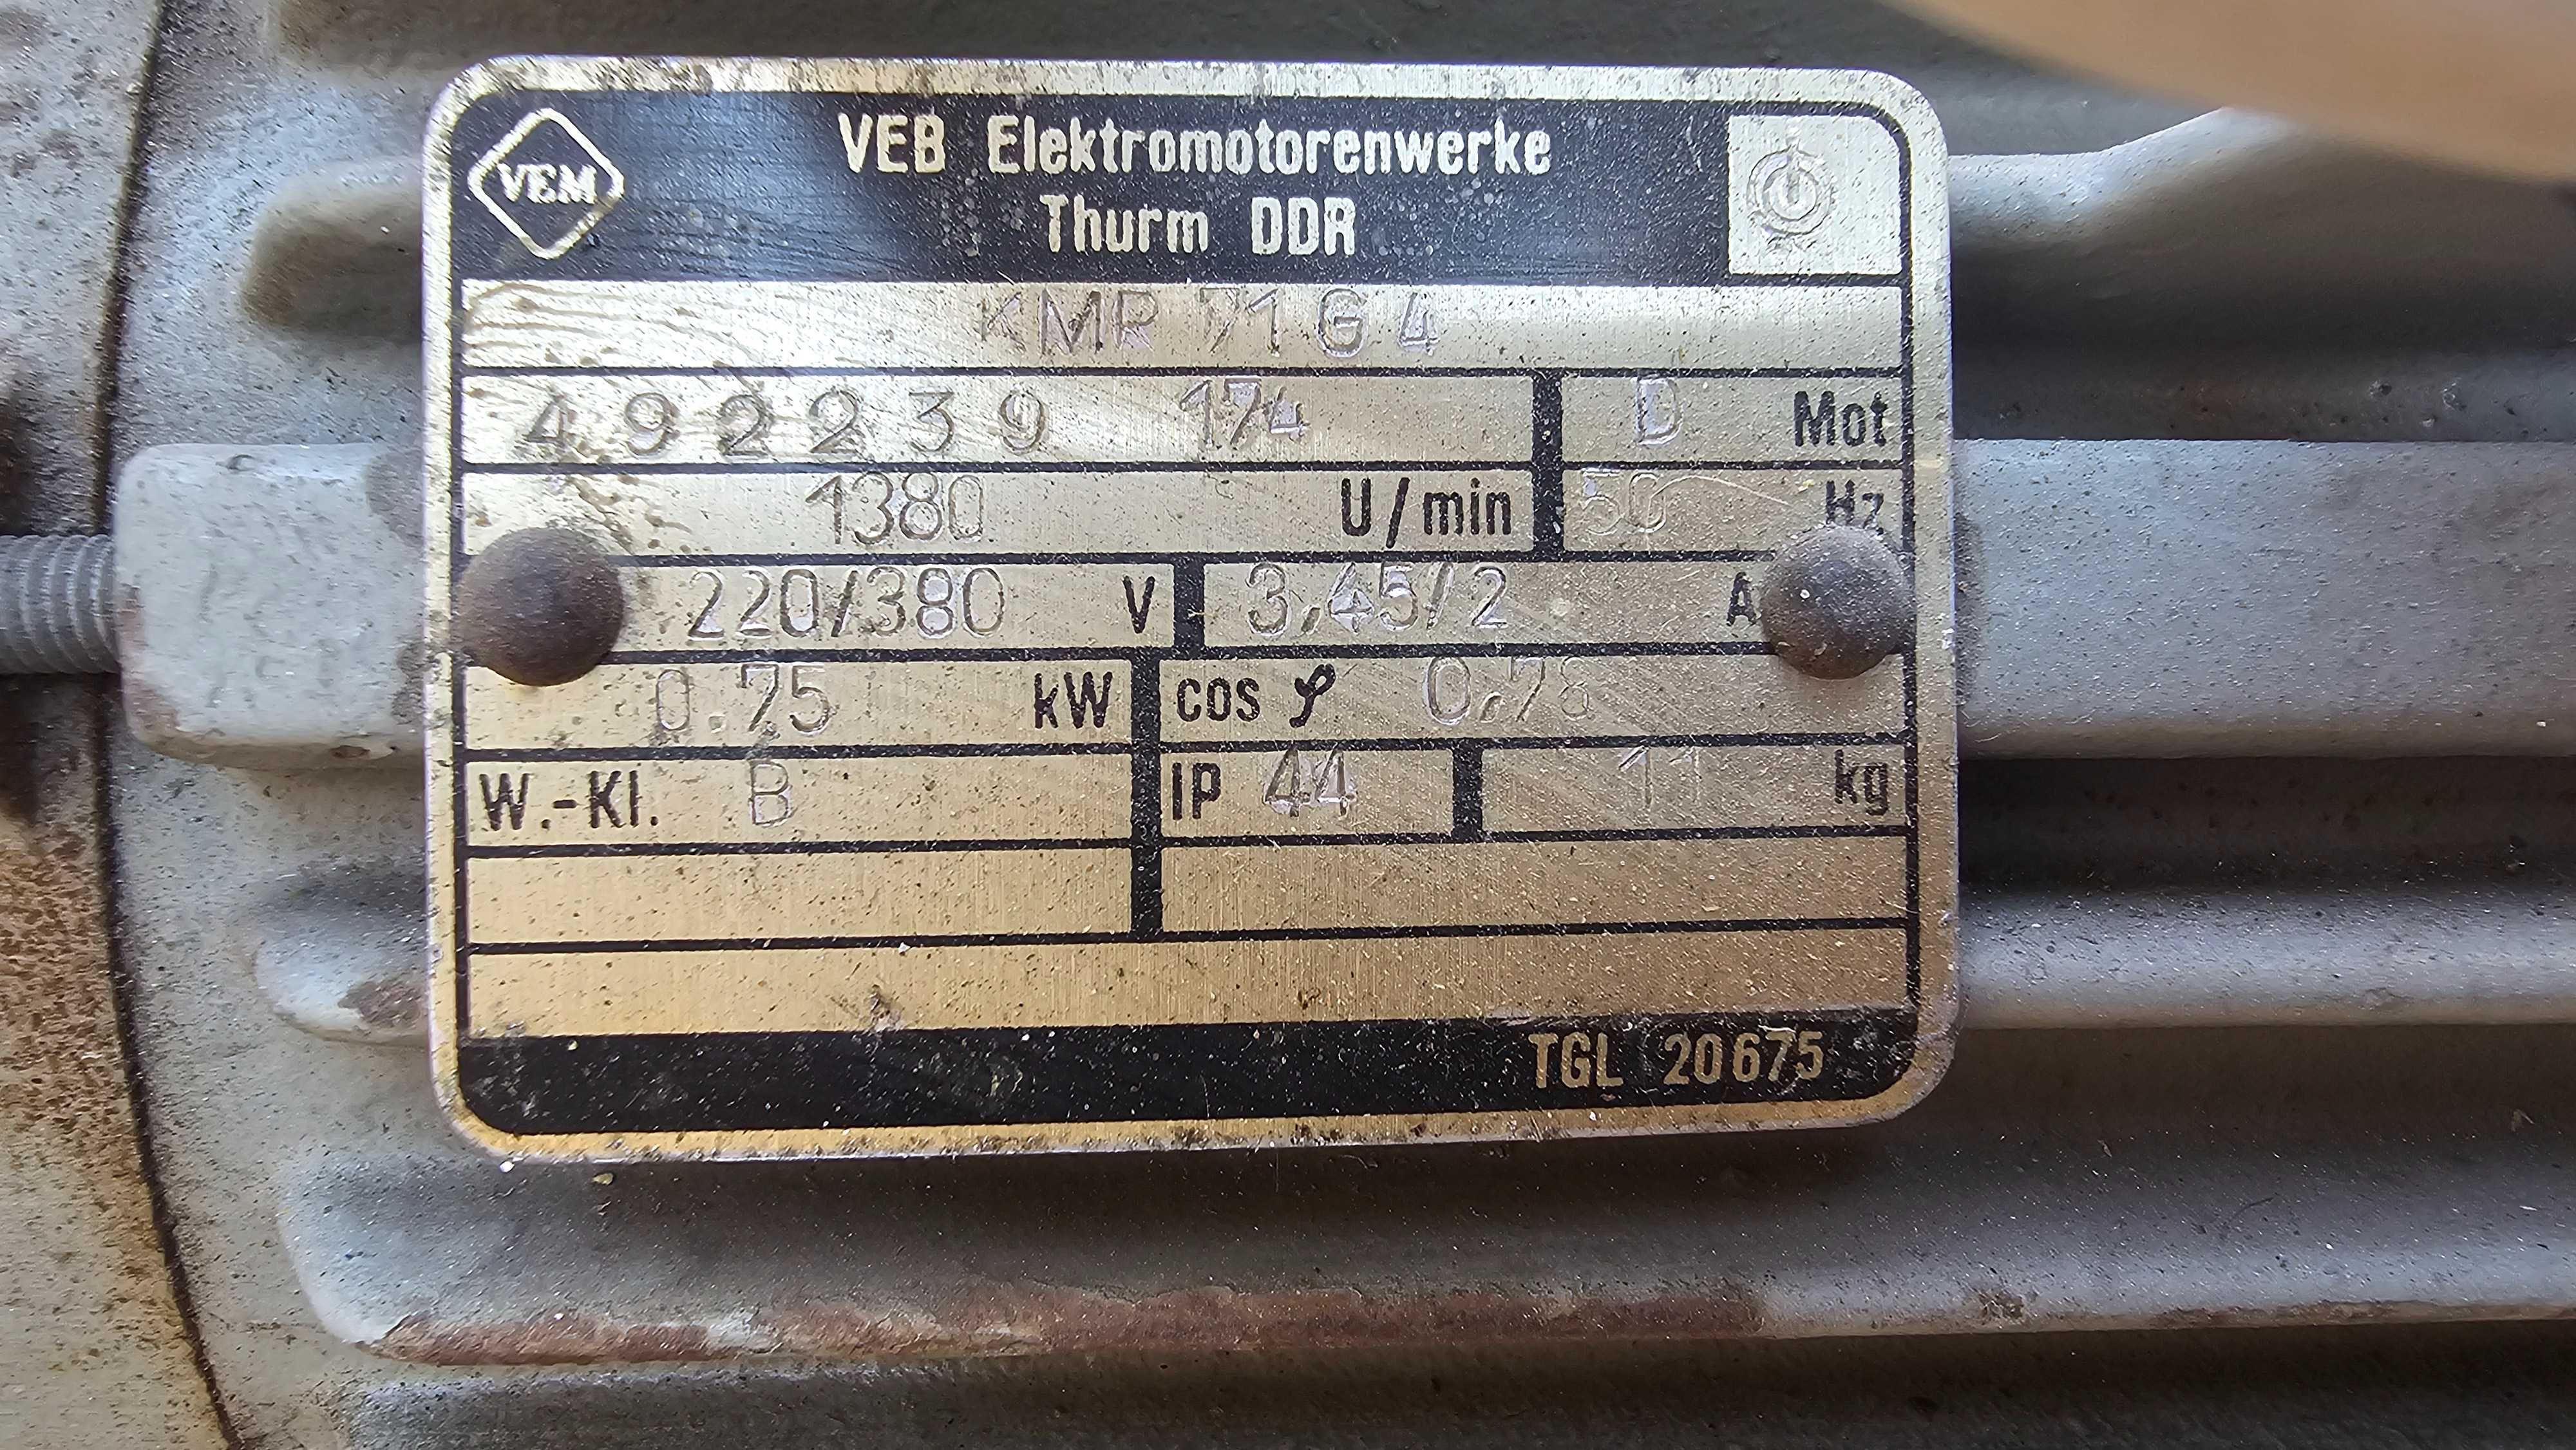 VEM
VEB Elektromotorenwerke
Thurm DDR
KMR 71 G 4
492239 174 D Mot
1380 U/min 50 Hz
220/380 V 3,45/2 A
0.75 kW cos φ 0,78
W.-Kl. B IP 44 11 kg
TGL 20675